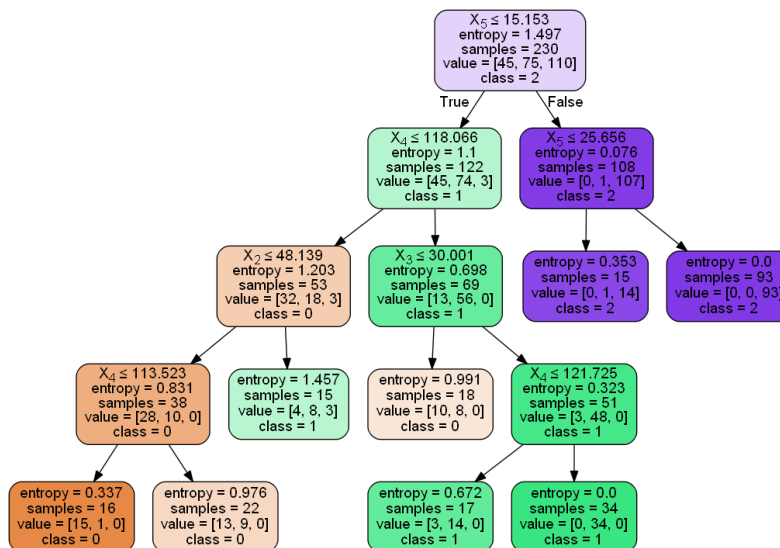 X5 ≤ 15.153
entropy = 1.497
samples = 230
value = [45, 75, 110]
class = 2
True
False
X4 ≤ 118.066
entropy = 1.1
samples = 122
value = [45, 74, 3]
class = 1
X5 ≤ 25.656
entropy = 0.076
samples = 108
value = [0, 1, 107]
class = 2
X2 ≤ 48.139
entropy = 1.203
samples = 53
value = [32, 18, 3]
class = 0
X3 ≤ 30.001
entropy = 0.698
samples = 69
value = [13, 56, 0]
class = 1
entropy = 0.353
samples = 15
value = [0, 1, 14]
class = 2
entropy = 0.0
samples = 93
value = [0, 0, 93]
class = 2
X4 ≤ 113.523
entropy = 0.831
samples = 38
value = [28, 10, 0]
class = 0
entropy = 1.457
samples = 15
value = [4, 8, 3]
class = 1
entropy = 0.991
samples = 18
value = [10, 8, 0]
class = 0
X4 ≤ 121.725
entropy = 0.323
samples = 51
value = [3, 48, 0]
class = 1
entropy = 0.337
samples = 16
value = [15, 1, 0]
class = 0
entropy = 0.976
samples = 22
value = [13, 9, 0]
class = 0
entropy = 0.672
samples = 17
value = [3, 14, 0]
class = 1
entropy = 0.0
samples = 34
value = [0, 34, 0]
class = 1